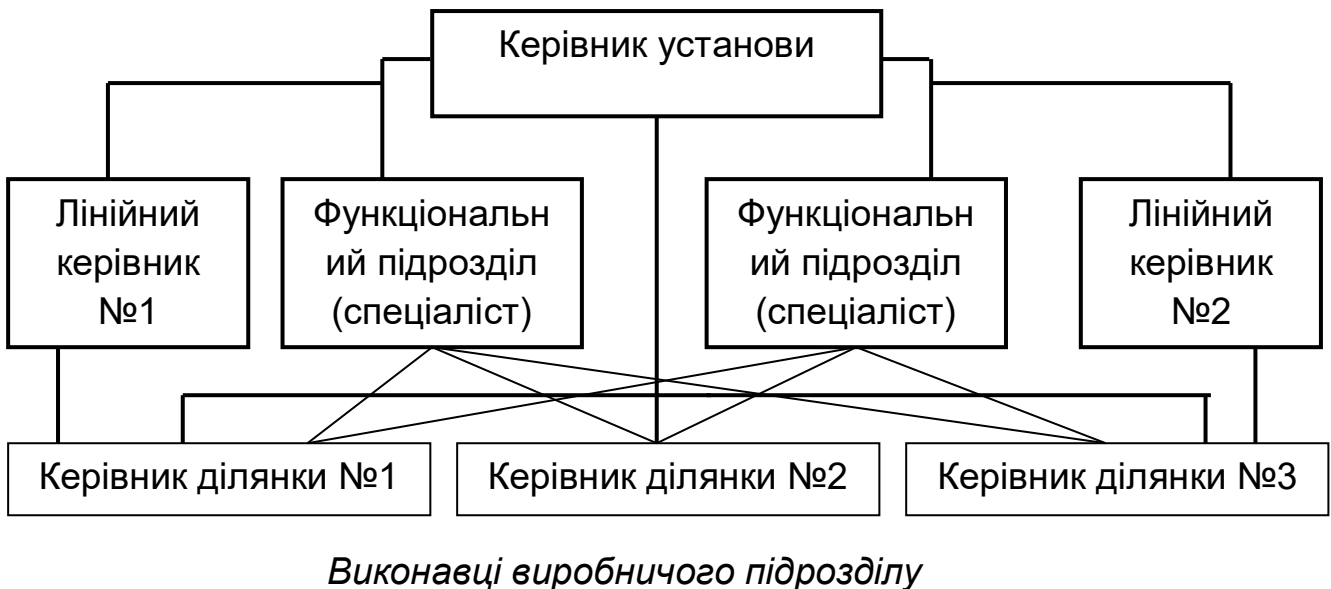 Керівник установи
Лінійний
керівник
№1
Функціональн
ий підрозділ
(спеціаліст)
Функціональн
ий підрозділ
(спеціаліст)
Лінійний
керівник
№2
Керівник ділянки №1
Керівник ділянки №2
Керівник ділянки №3
Виконавці виробничого підрозділу